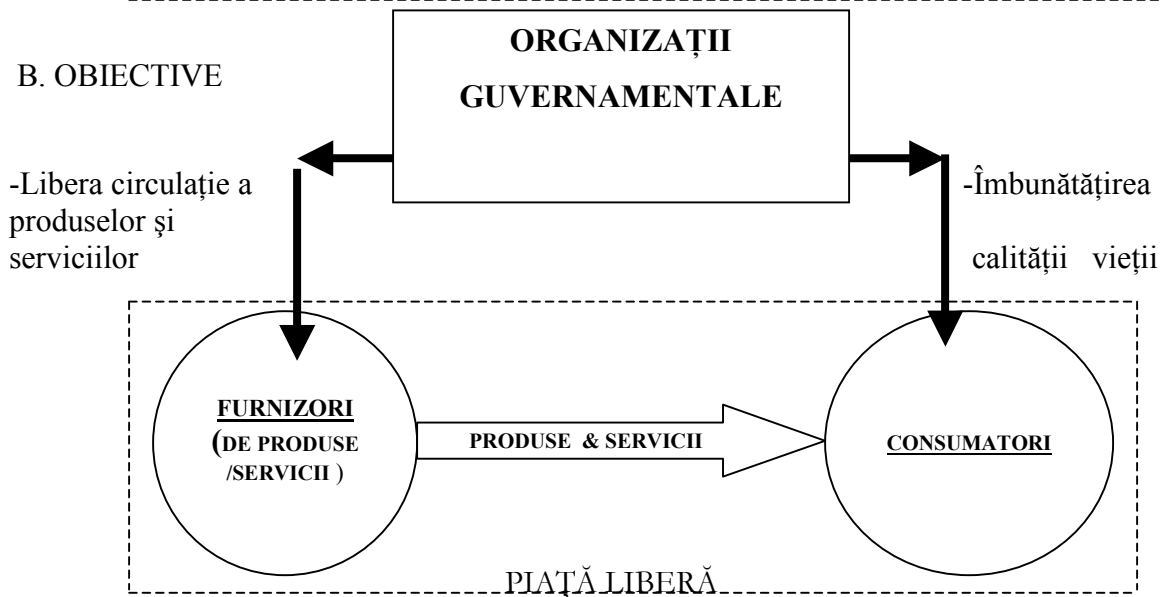 ORGANIZAȚII
GUVERNAMENTALE
B. OBIECTIVE
-Libera circulație a
produselor şi
serviciilor
-Îmbunătățirea
calității vieții
FURNIZORI
(DE PRODUSE
/SERVICII )
PRODUSE & SERVICII
CONSUMATORI
PIAȚĂ LIBERĂ